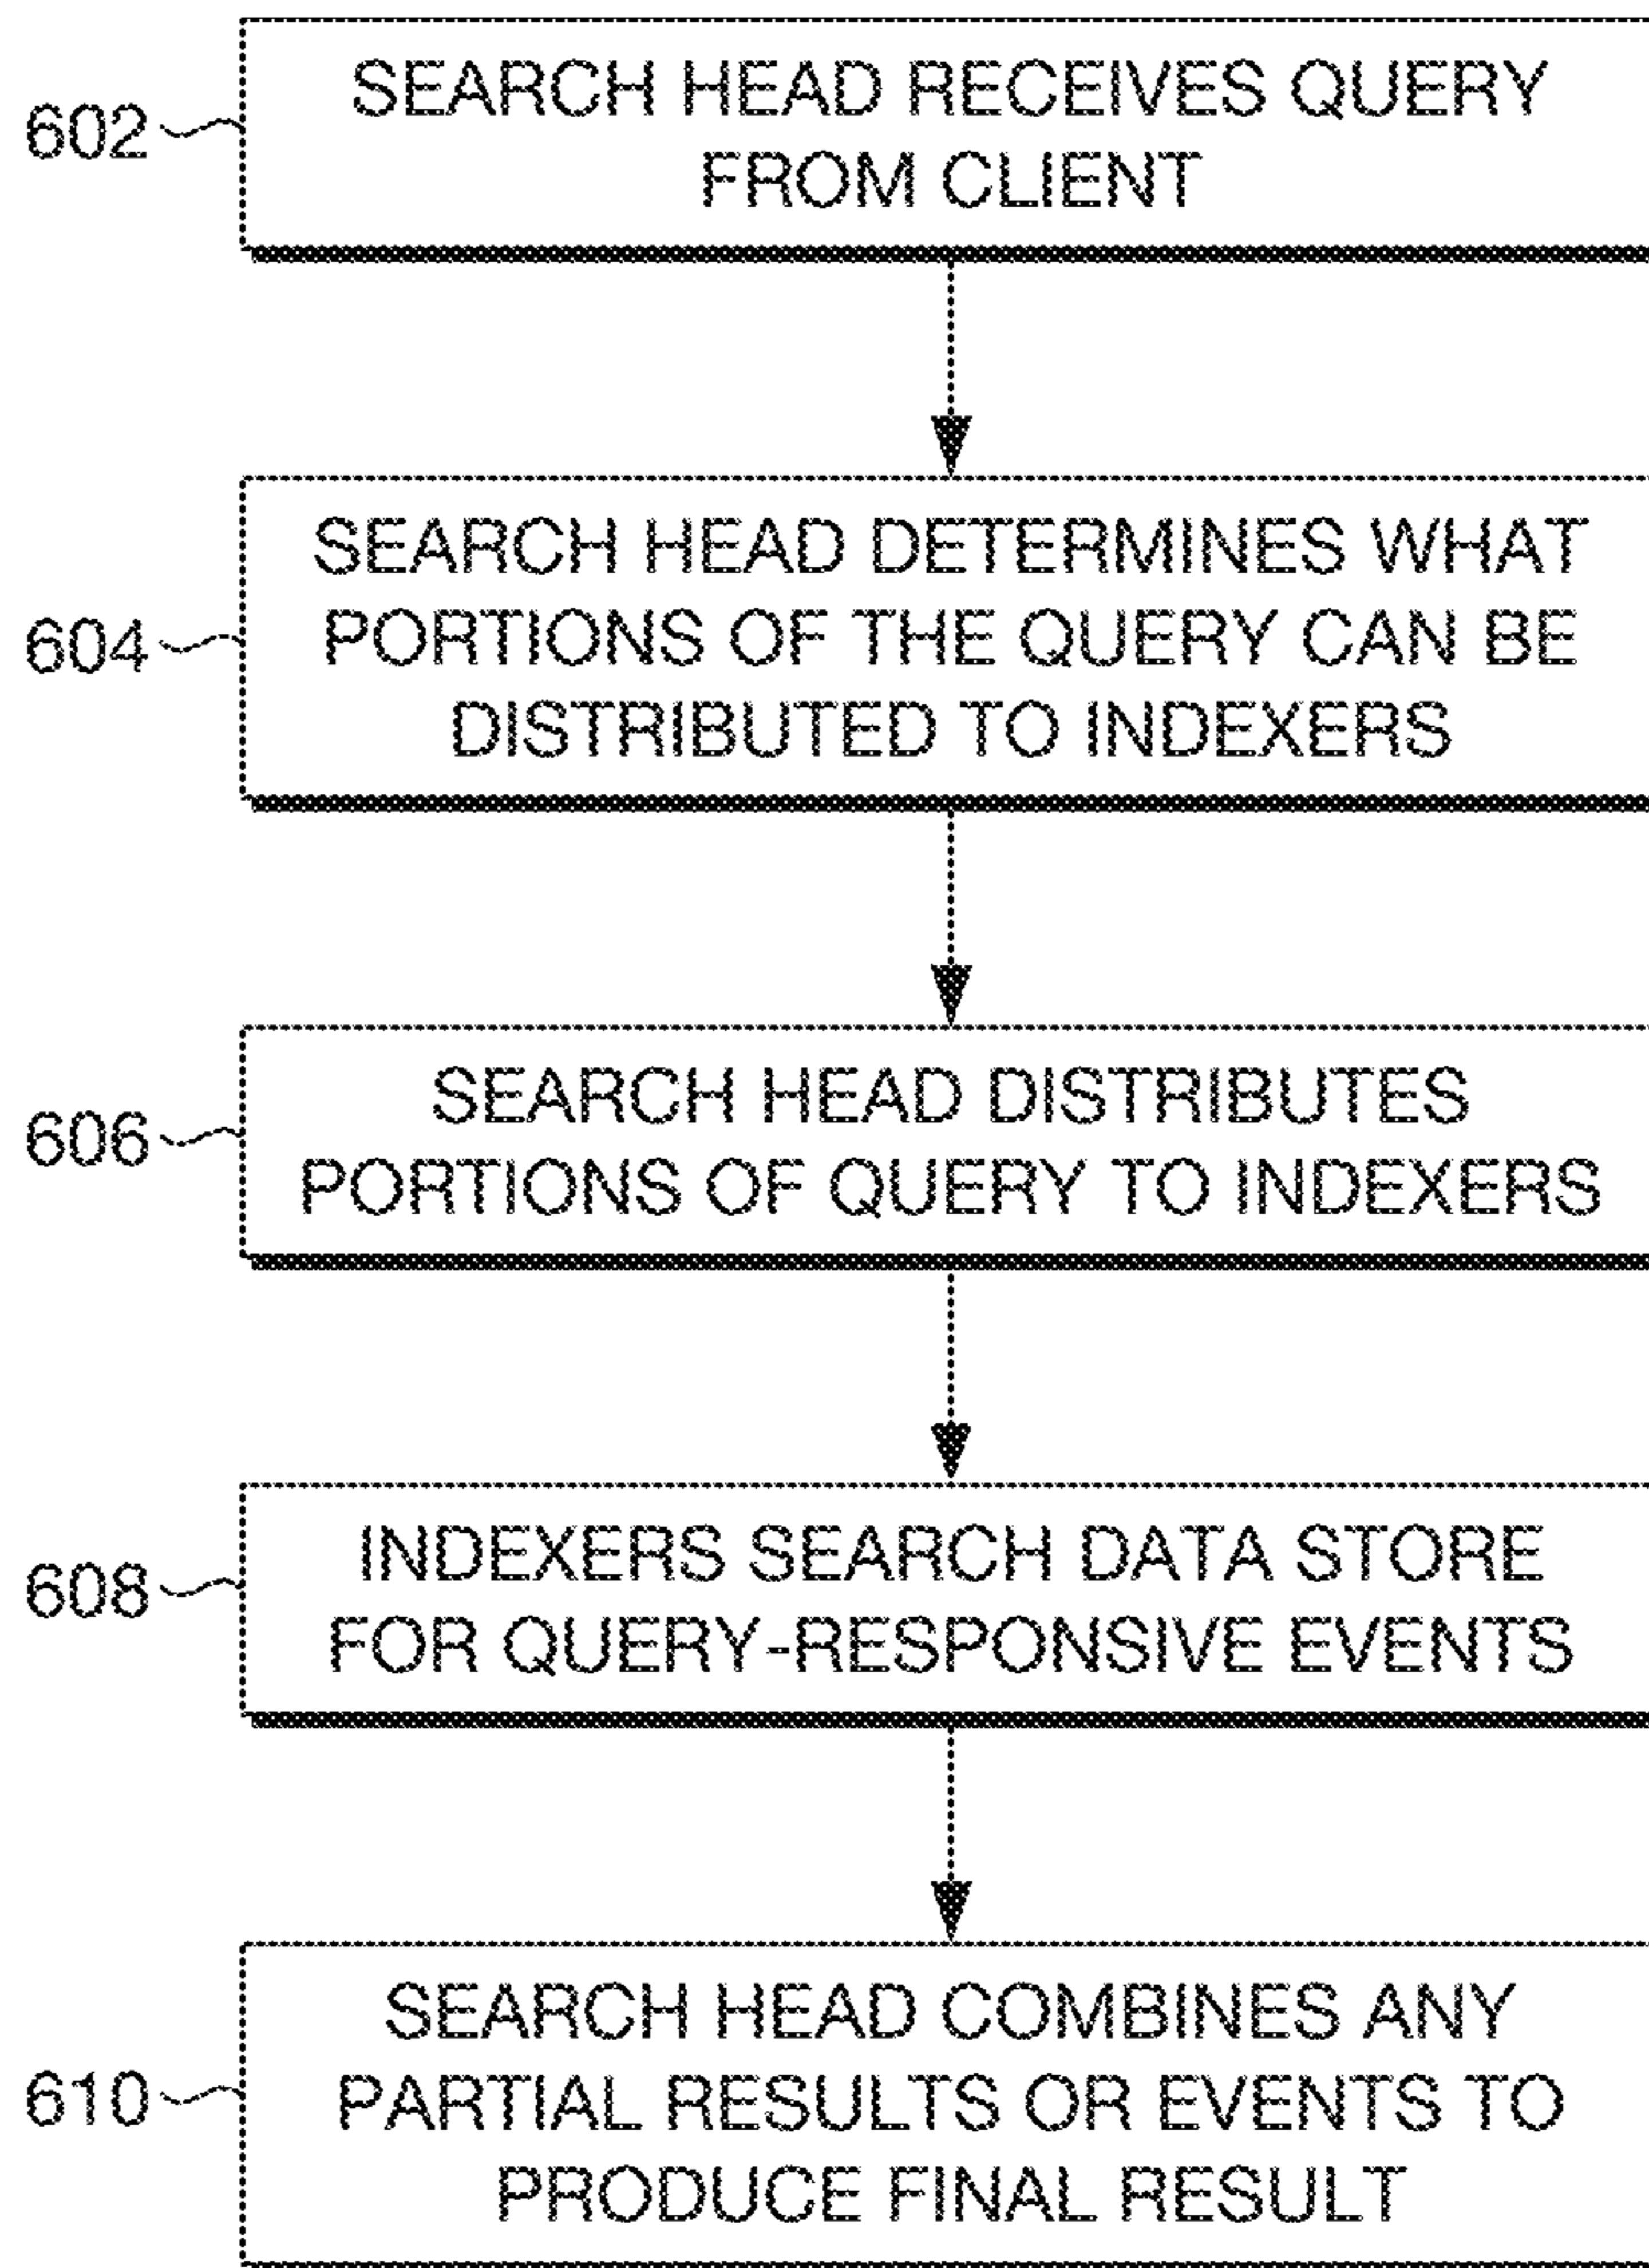 602
SEARCH HEAD RECEIVES QUERY
FROM CLIENT
604
SEARCH HEAD DETERMINES WHAT
PORTIONS OF THE QUERY CAN BE
DISTRIBUTED TO INDEXERS
606
SEARCH HEAD DISTRIBUTES
PORTIONS OF QUERY TO INDEXERS
608
INDEXERS SEARCH DATA STORE
FOR QUERY-RESPONSIVE EVENTS
610
SEARCH HEAD COMBINES ANY
PARTIAL RESULTS OR EVENTS TO
PRODUCE FINAL RESULT